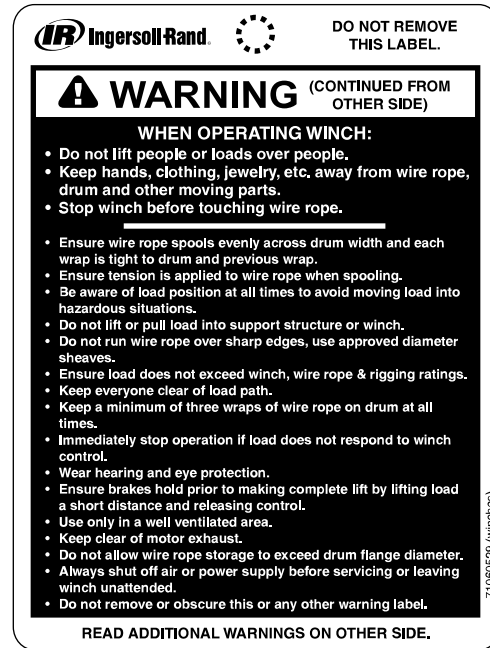 IR Ingersoll-Rand®
DO NOT REMOVE
THIS LABEL.
WARNING (CONTINUED FROM
OTHER SIDE)
WHEN OPERATING WINCH:
• Do not lift people or loads over people.
• Keep hands, clothing, jewelry, etc. away from wire rope,
drum and other moving parts.
• Stop winch before touching wire rope.
• Ensure wire rope spools evenly across drum width and each
wrap is tight to drum and previous wrap.
• Ensure tension is applied to wire rope when spooling.
• Be aware of load position at all times to avoid moving load into
hazardous situations.
• Do not lift or pull load into support structure or winch.
• Do not run wire rope over sharp edges, use approved diameter
sheaves.
• Ensure load does not exceed winch, wire rope & rigging ratings.
• Keep everyone clear of load path.
• Keep a minimum of three wraps of wire rope on drum at all
times.
• Immediately stop operation if load does not respond to winch
control.
• Wear hearing and eye protection.
• Ensure brakes hold prior to making complete lift by lifting load
a short distance and releasing control.
• Use only in a well ventilated area.
• Keep clear of motor exhaust.
• Do not allow wire rope storage to exceed drum flange diameter.
• Always shut off air or power supply before servicing or leaving
winch unattended.
• Do not remove or obscure this or any other warning label.
71060529 (winches)
READ ADDITIONAL WARNINGS ON OTHER SIDE.